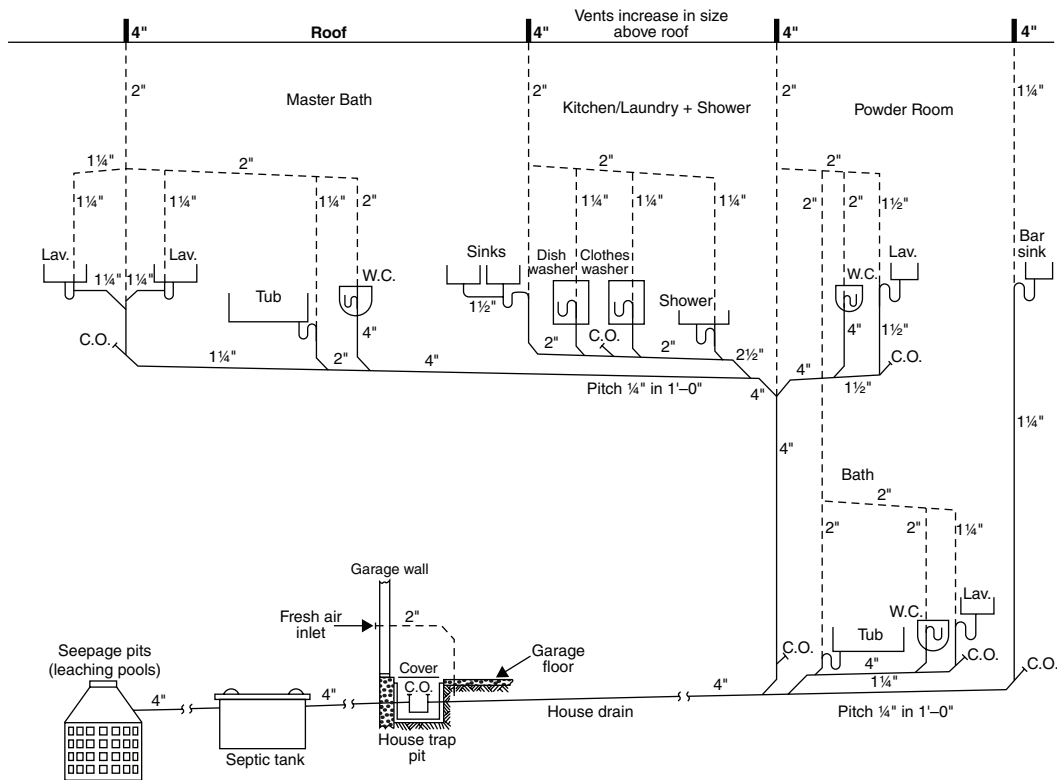 Vents increase in size
4" Roof 4" above roof 4" 4"
2" Master Bath 2" Kitchen/Laundry + Shower 2" Powder Room 1¼"
1¼" 2" 2" 2"
1¼" 1¼" 1¼" 2" 1¼" 1¼" 1¼" 2" 2" 1½"
Lav. Lav. Sinks Dish Clothes Lav. Bar
washer washer sink
1¼" 1¼" W.C. W.C.
Tub 1½" Shower
4" 4" 1½"
C.O. 2" C.O. 2" 2½" C.O.
1¼" 2" 4" 4" 1½"
Pitch ¼" in 1'–0" 4"
4" 1¼"
Bath
2"
2" 2" 1¼"
Garage wall
Fresh air
inlet
2"
Lav.
W.C.
Tub
Seepage pits
(leaching pools)
Cover
C.O.
Garage
floor
C.O. 4" C.O. C.O.
1¼"
4" 4" 4"
House drain Pitch ¼" in 1'–0"
Septic tank
House trap
pit